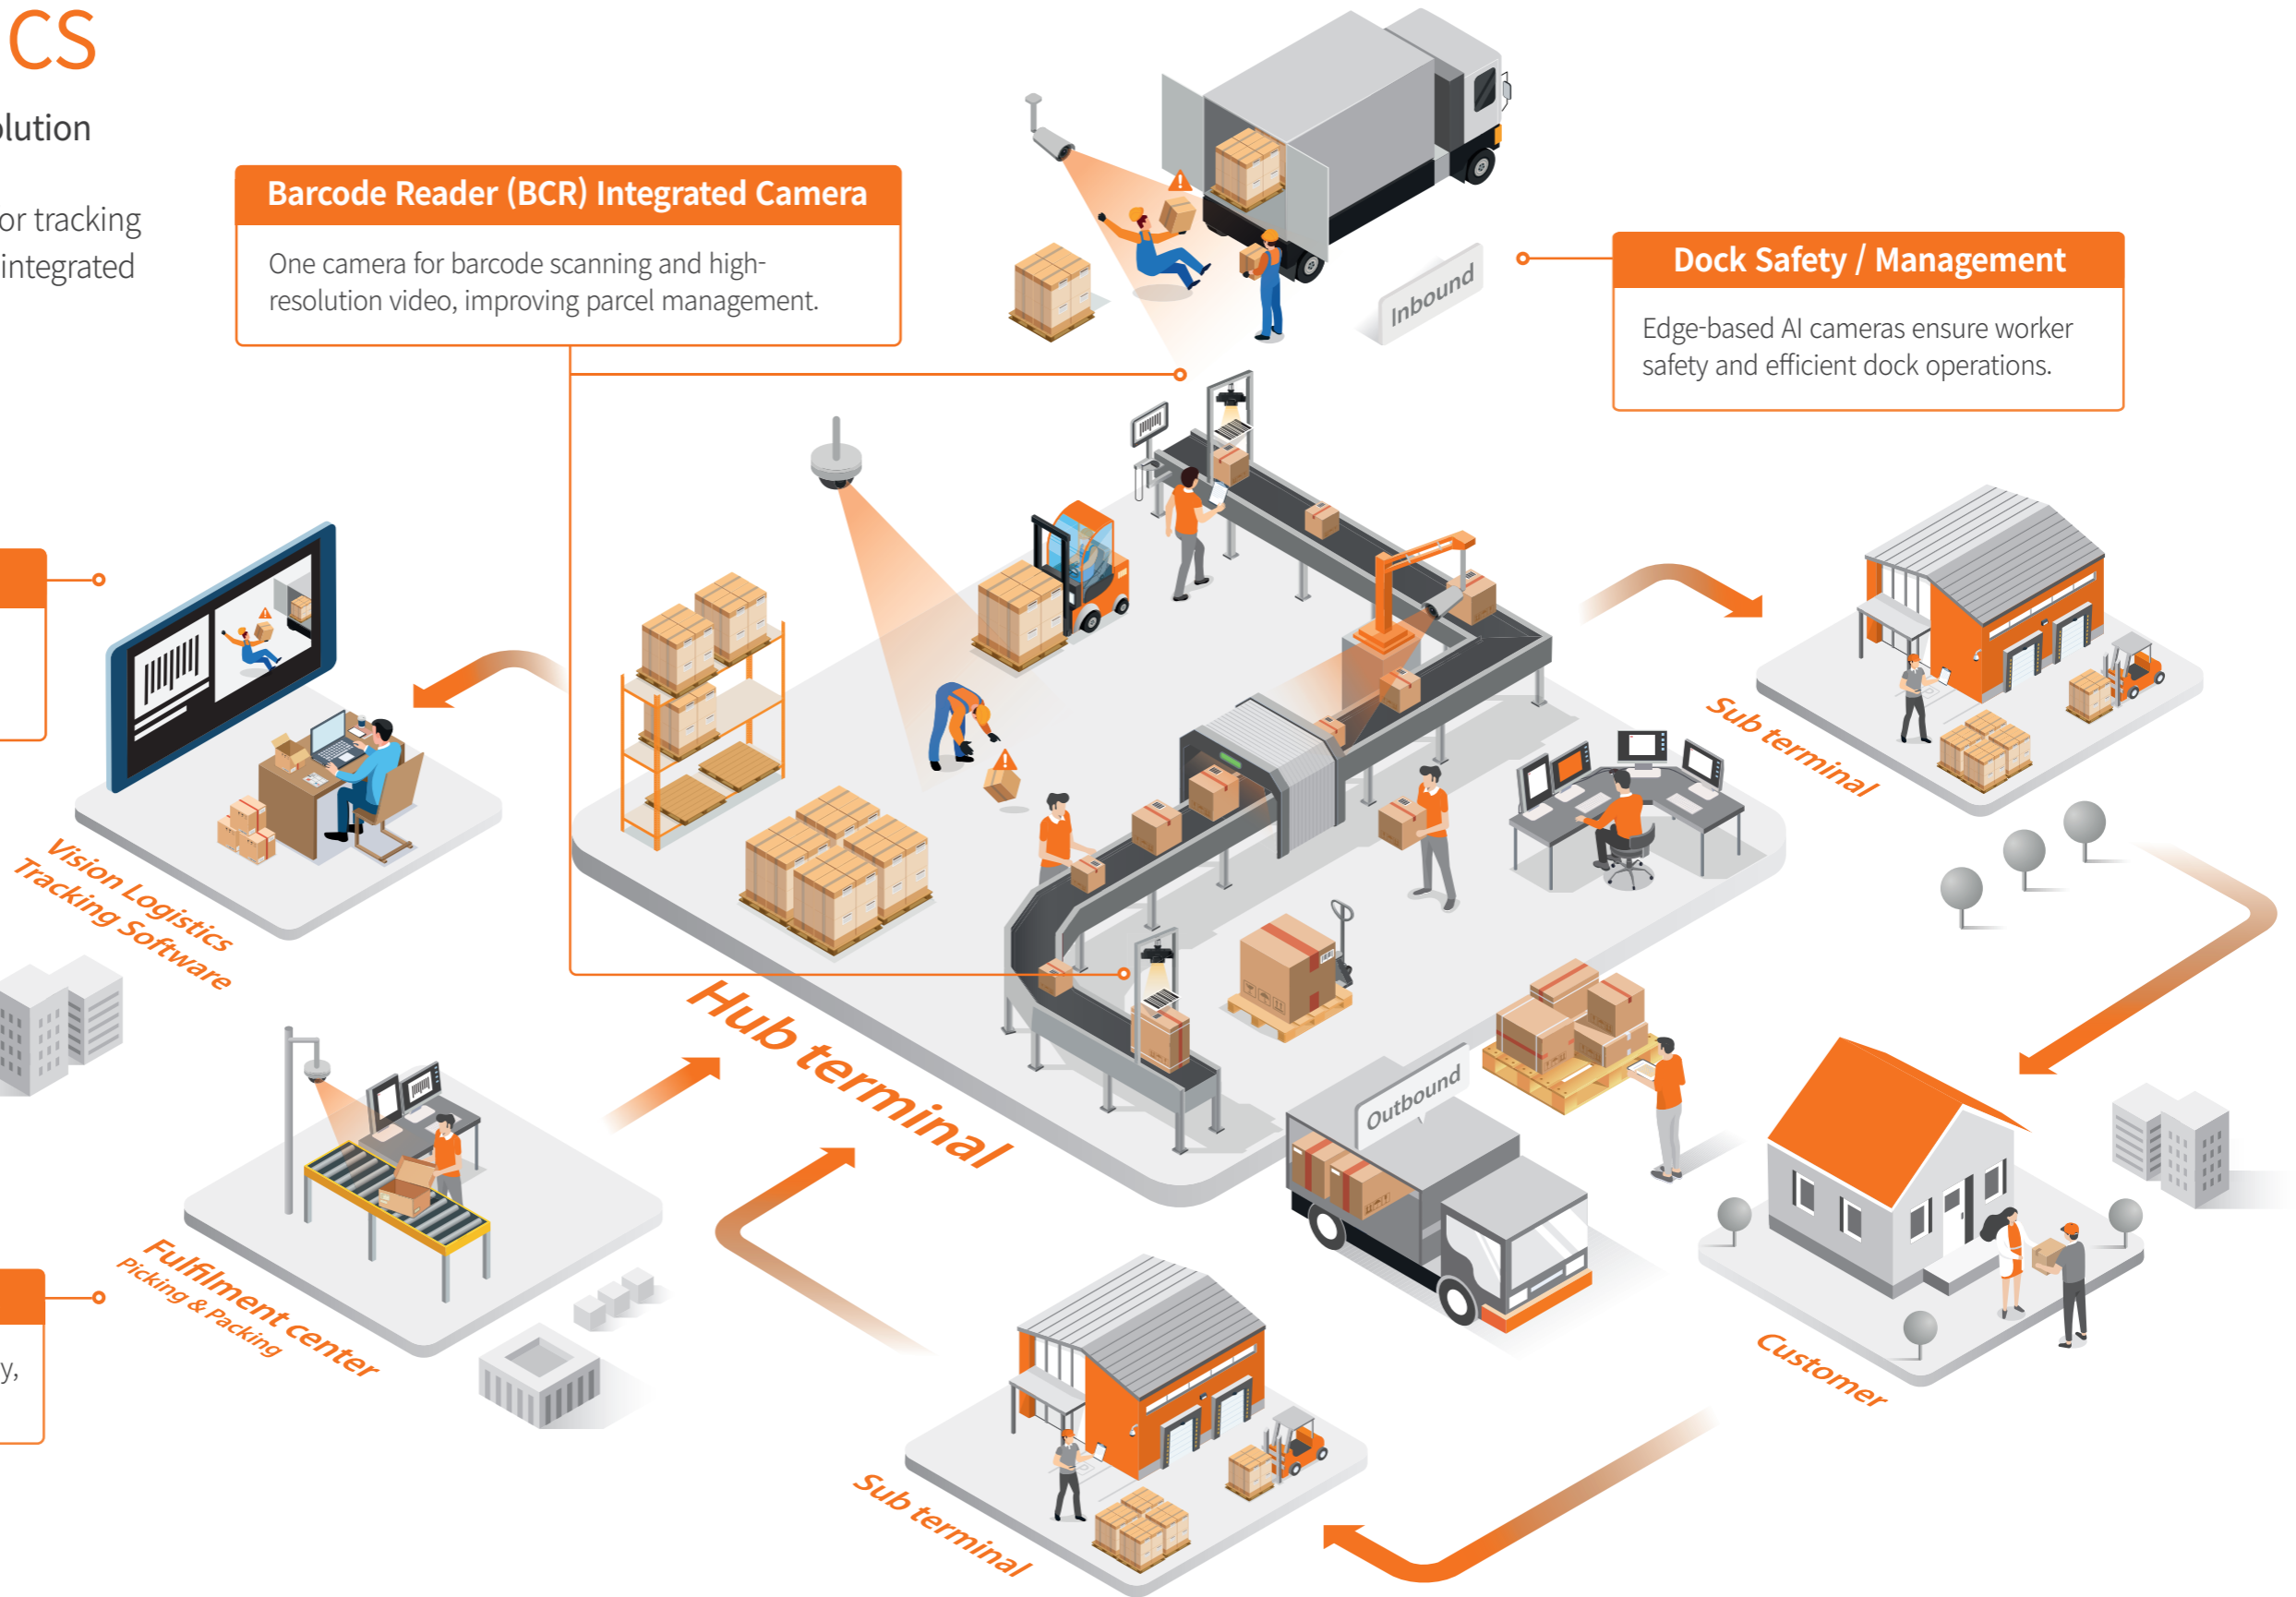 CS
olution
or tracking
integrated
Barcode Reader (BCR) Integrated Camera
One camera for barcode scanning and high-
resolution video, improving parcel management.
Inbound
Dock Safety / Management
Edge-based AI cameras ensure worker
safety and efficient dock operations.
Sub terminal
Vision Logistics
Tracking Software
Hub terminal
Outbound
Fulfilment center
Picking & Packing
y,
Customer
Sub terminal